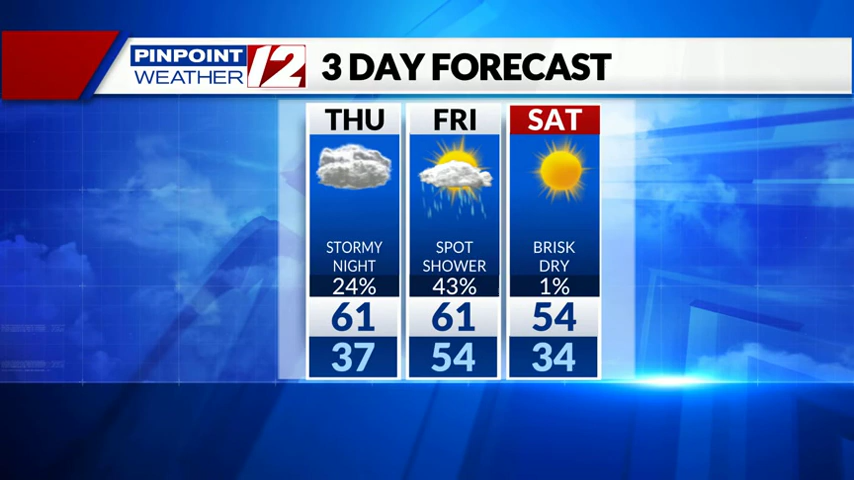 PINPOINT
WEATHER 12
3 DAY FORECAST
THU FRI SAT
STORMY NIGHT
SPOT SHOWER
BRISK DRY
24% 43% 1%
61 61 54
37 54 34